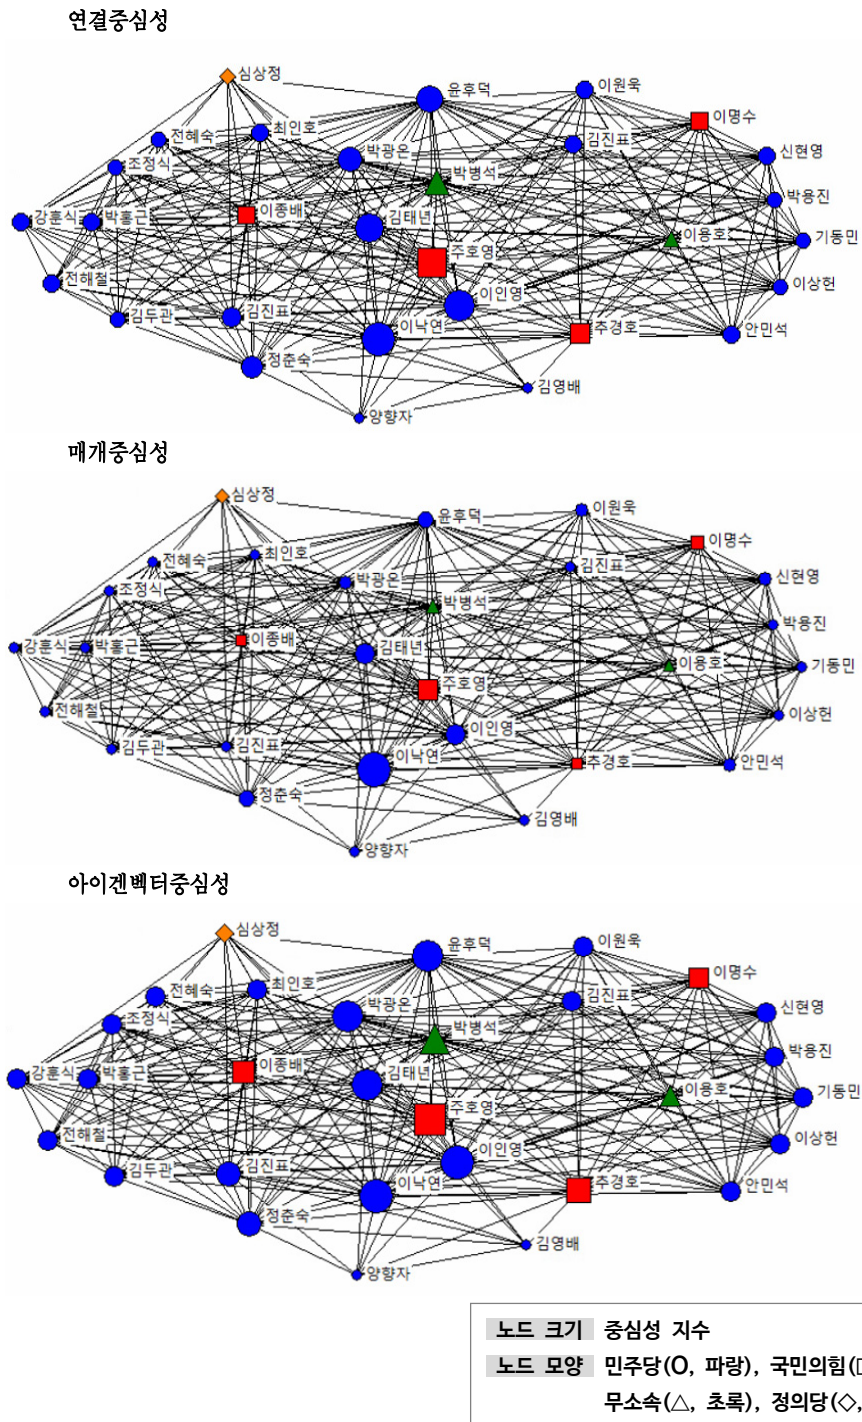 연결중심성
심상정
윤후덕
이원욱
이명수
최인호
전혜숙
김진표
박광온
신현영
조정식
박병석
박용진
강훈식
박홍근
이종배
김태년
이용호
기동민
주호영
전해철
이상헌
이인영
김두관
김진표
이낙연
추경호
안민석
정춘숙
김영배
양향자
매개중심성
심상정
윤후덕
이원욱
이명수
최인호
전혜숙
김진표
박광온
신현영
조정식
박병석
박용진
강훈식
박홍근
이종배
김태년
이용호
기동민
주호영
전해철
이상헌
이인영
김두관
김진표
이낙연
추경호
안민석
정춘숙
김영배
양향자
아이겐벡터중심성
심상정
윤후덕
이원욱
이명수
최인호
전혜숙
김진표
박광온
신현영
조정식
박병석
박용진
강훈식
박홍근
이종배
김태년
이용호
기동민
주호영
전해철
이상헌
이인영
김두관
김진표
이낙연
추경호
안민석
정춘숙
김영배
양향자
노드 크기 중심성 지수
노드 모양 민주당(O, 파랑), 국민의힘(□
무소속(△, 초록), 정의당(◇,